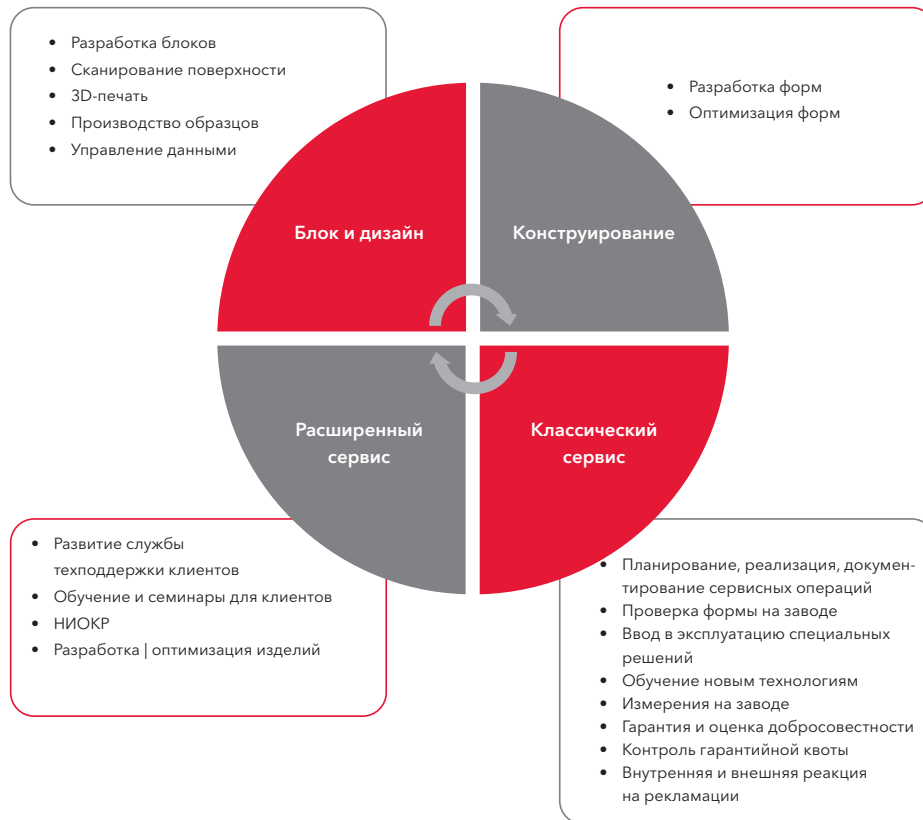 • Разработка блоков
• Сканирование поверхности
• 3D-печать
• Производство образцов
• Управление данными
• Разработка форм
• Оптимизация форм
Блок и дизайн
Конструирование
Расширенный
сервис
Классический
сервис
• Развитие службы
техподдержки клиентов
• Обучение и семинары для клиентов
• НИОКР
• Разработка | оптимизация изделий
• Планирование, реализация, докумен-
тирование сервисных операций
• Проверка формы на заводе
• Ввод в эксплуатацию специальных
решений
• Обучение новым технологиям
• Измерения на заводе
• Гарантия и оценка добросовестности
• Контроль гарантийной квоты
• Внутренняя и внешняя реакция
на рекламации